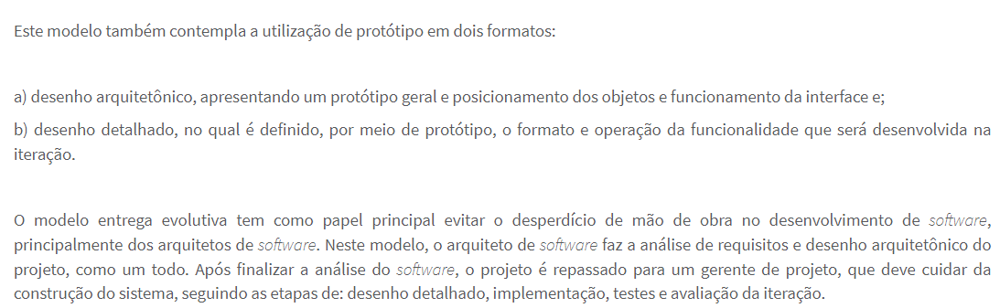 Este modelo também contempla a utilização de protótipo em dois formatos:
a) desenho arquitetônico, apresentando um protótipo geral e posicionamento dos objetos e funcionamento da interface e;
b) desenho detalhado, no qual é definido, por meio de protótipo, o formato e operação da funcionalidade que será desenvolvida na
iteração.
O modelo entrega evolutiva tem como papel principal evitar o desperdício de mão de obra no desenvolvimento de software,
principalmente dos arquitetos de software. Neste modelo, o arquiteto de software faz a análise de requisitos e desenho arquitetônico do
projeto, como um todo. Após finalizar a análise do software, o projeto é repassado para um gerente de projeto, que deve cuidar da
construção do sistema, seguindo as etapas de: desenho detalhado, implementação, testes e avaliação da iteração.